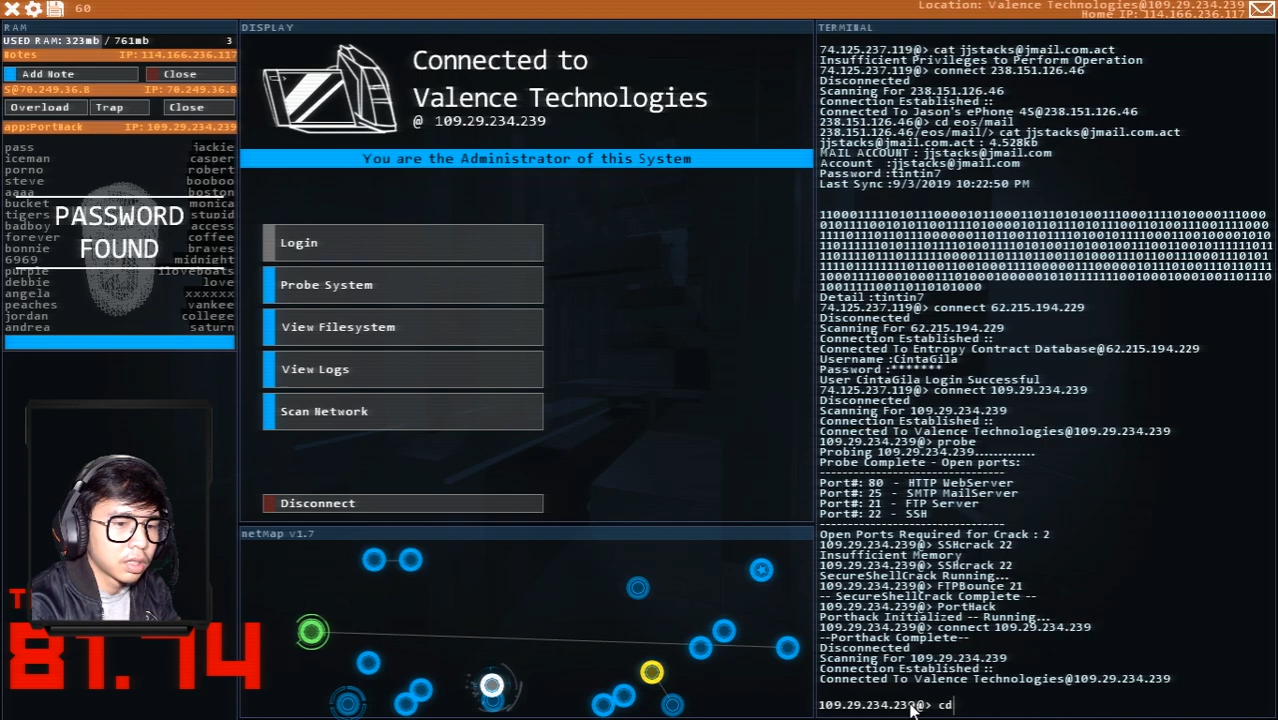 60
Location: Valence Technologies@109.29.234.239
Home IP: 114.166.236.117
RAM
USED RAM: 323mb / 761mb 3
Notes IP: 114.166.236.117
Add Note Close
S@70.249.36.8 IP: 70.249.36.8
Overload Trap Close
app:PortHack IP: 109.29.234.239
pass jackie
iceman casper
porno robert
steve booboo
aaaa boston
bucket monica
tigers stupid
badboy access
forever coffee
bonnie braves
6969 midnight
purple iloveboats
debbie love
angela xxxxxx
peaches yankee
jordan college
andrea saturn
PASSWORD
FOUND
81.74
DISPLAY
Connected to
Valence Technologies
@ 109.29.234.239
You are the Administrator of this System
Login
Probe System
View Filesystem
View Logs
Scan Network
Disconnect
netMap v1.7
TERMINAL
74.125.237.119@> cat jjstacks@jmail.com.act
Insufficient Privileges to Perform Operation
74.125.237.119@> connect 238.151.126.46
Disconnected
Scanning For 238.151.126.46
Connection Established ::
Connected To Jason's ePhone 4S@238.151.126.46
238.151.126.46@> cd eos/mail
238.151.126.46/eos/mail/> cat jjstacks@jmail.com.act
jjstacks@jmail.com.act : 4.528kb
MAIL ACCOUNT : jjstacks@jmail.com
Account :jjstacks@jmail.com
Password :tintin7
Last Sync :9/3/2019 10:22:50 PM
Detail :tintin7
74.125.237.119@> connect 62.215.194.229
Disconnected
Scanning For 62.215.194.229
Connection Established ::
Connected To Entropy Contract Database@62.215.194.229
Username :CintaGila
Password :*******
User CintaGila Login Successful
74.125.237.119@> connect 109.29.234.239
Disconnected
Scanning For 109.29.234.239
Connection Established ::
Connected To Valence Technologies@109.29.234.239
109.29.234.239@> probe
Probing 109.29.234.239.............
Probe Complete - Open ports:
---------------------------------
Port#: 80 - HTTP WebServer
Port#: 25 - SMTP MailServer
Port#: 21 - FTP Server
Port#: 22 - SSH
---------------------------------
Open Ports Required for Crack : 2
109.29.234.239@> SSHcrack 22
Insufficient Memory
109.29.234.239@> SSHcrack 22
SecureShellCrack Running...
109.29.234.239@> FTPBounce 21
-- SecureShellCrack Complete --
109.29.234.239@> PortHack
Porthack Initialized -- Running...
109.29.234.239@> connect 109.29.234.239
--Porthack Complete--
Disconnected
Scanning For 109.29.234.239
Connection Established ::
Connected To Valence Technologies@109.29.234.239
109.29.234.239@> cd